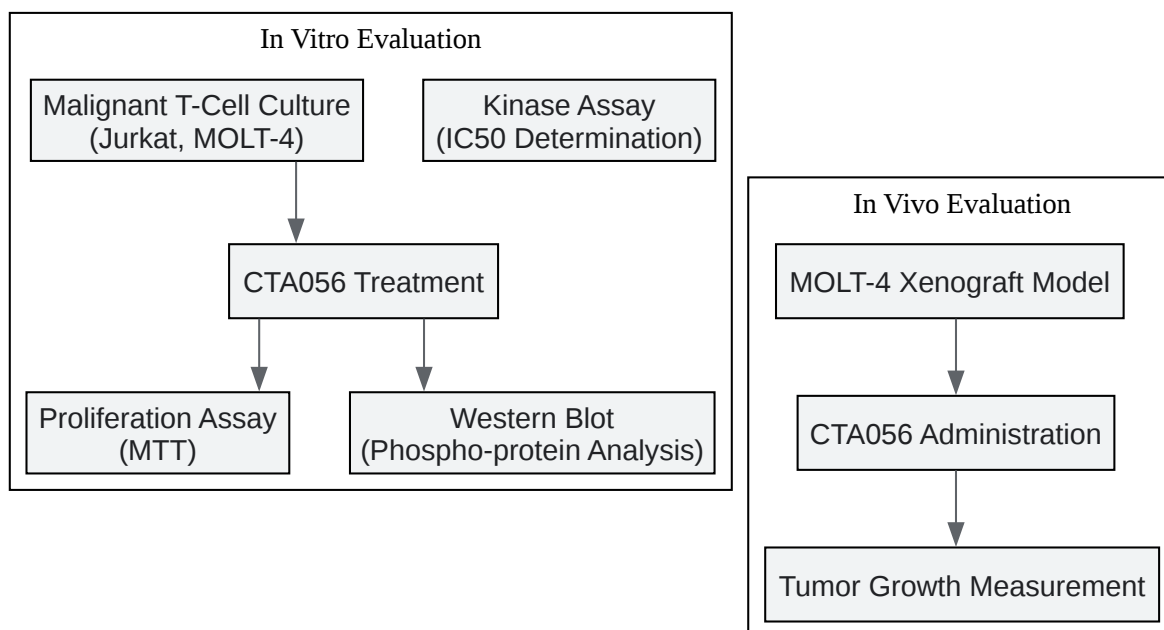 In Vitro Evaluation
Malignant T-Cell Culture
(Jurkat, MOLT-4)
Kinase Assay
(IC50 Determination)
CTA056 Treatment
Proliferation Assay
(MTT)
Western Blot
(Phospho-protein Analysis)
In Vivo Evaluation
MOLT-4 Xenograft Model
CTA056 Administration
Tumor Growth Measurement